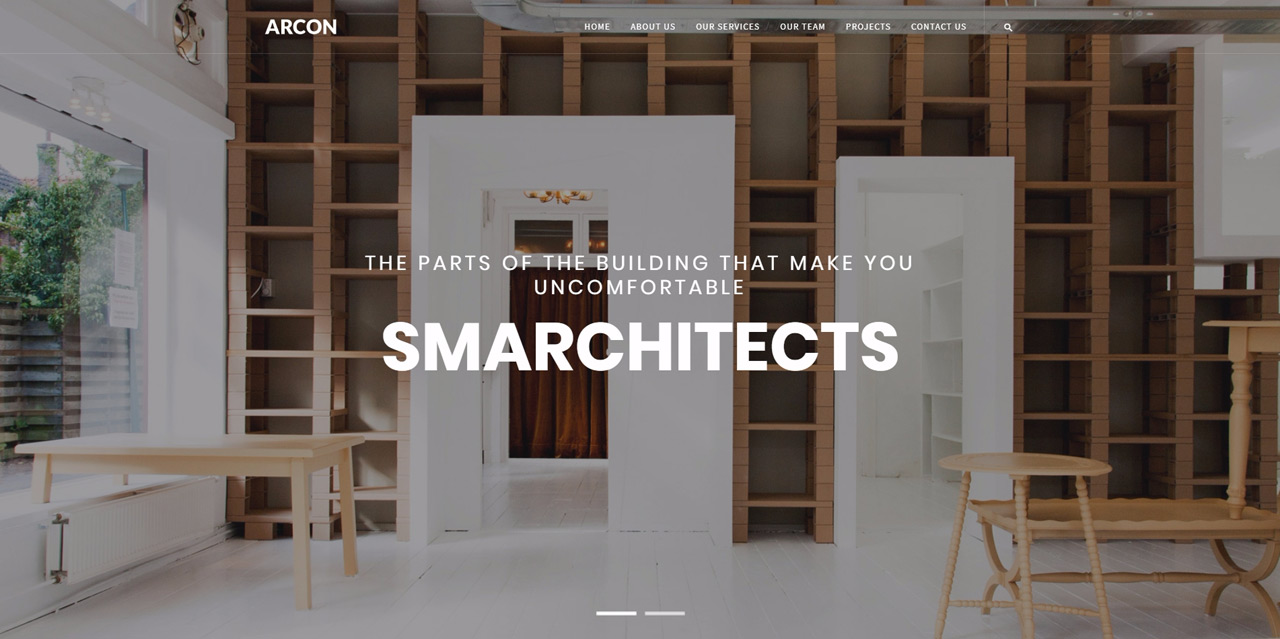 ARCON
HOME ABOUT US OUR SERVICES OUR TEAM PROJECTS CONTACT US
THE PARTS OF THE BUILDING THAT MAKE YOU
UNCOMFORTABLE
SMARCHITECTS